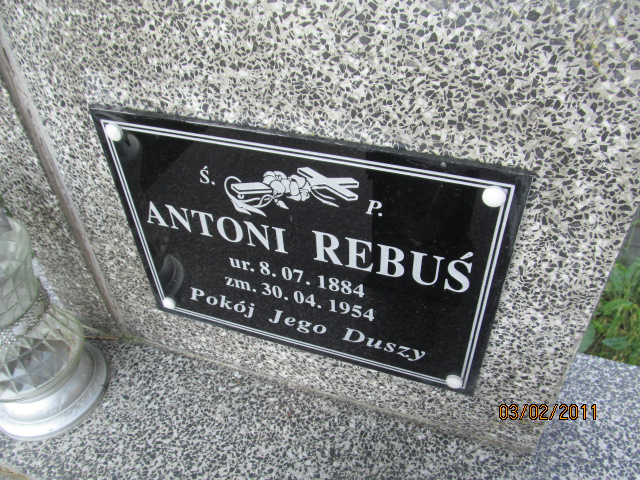 Ś. P.
ANTONI REBUŚ
ur. 8. 07. 1884
zm. 30. 04. 1954
Pokój Jego Duszy
03/02/2011